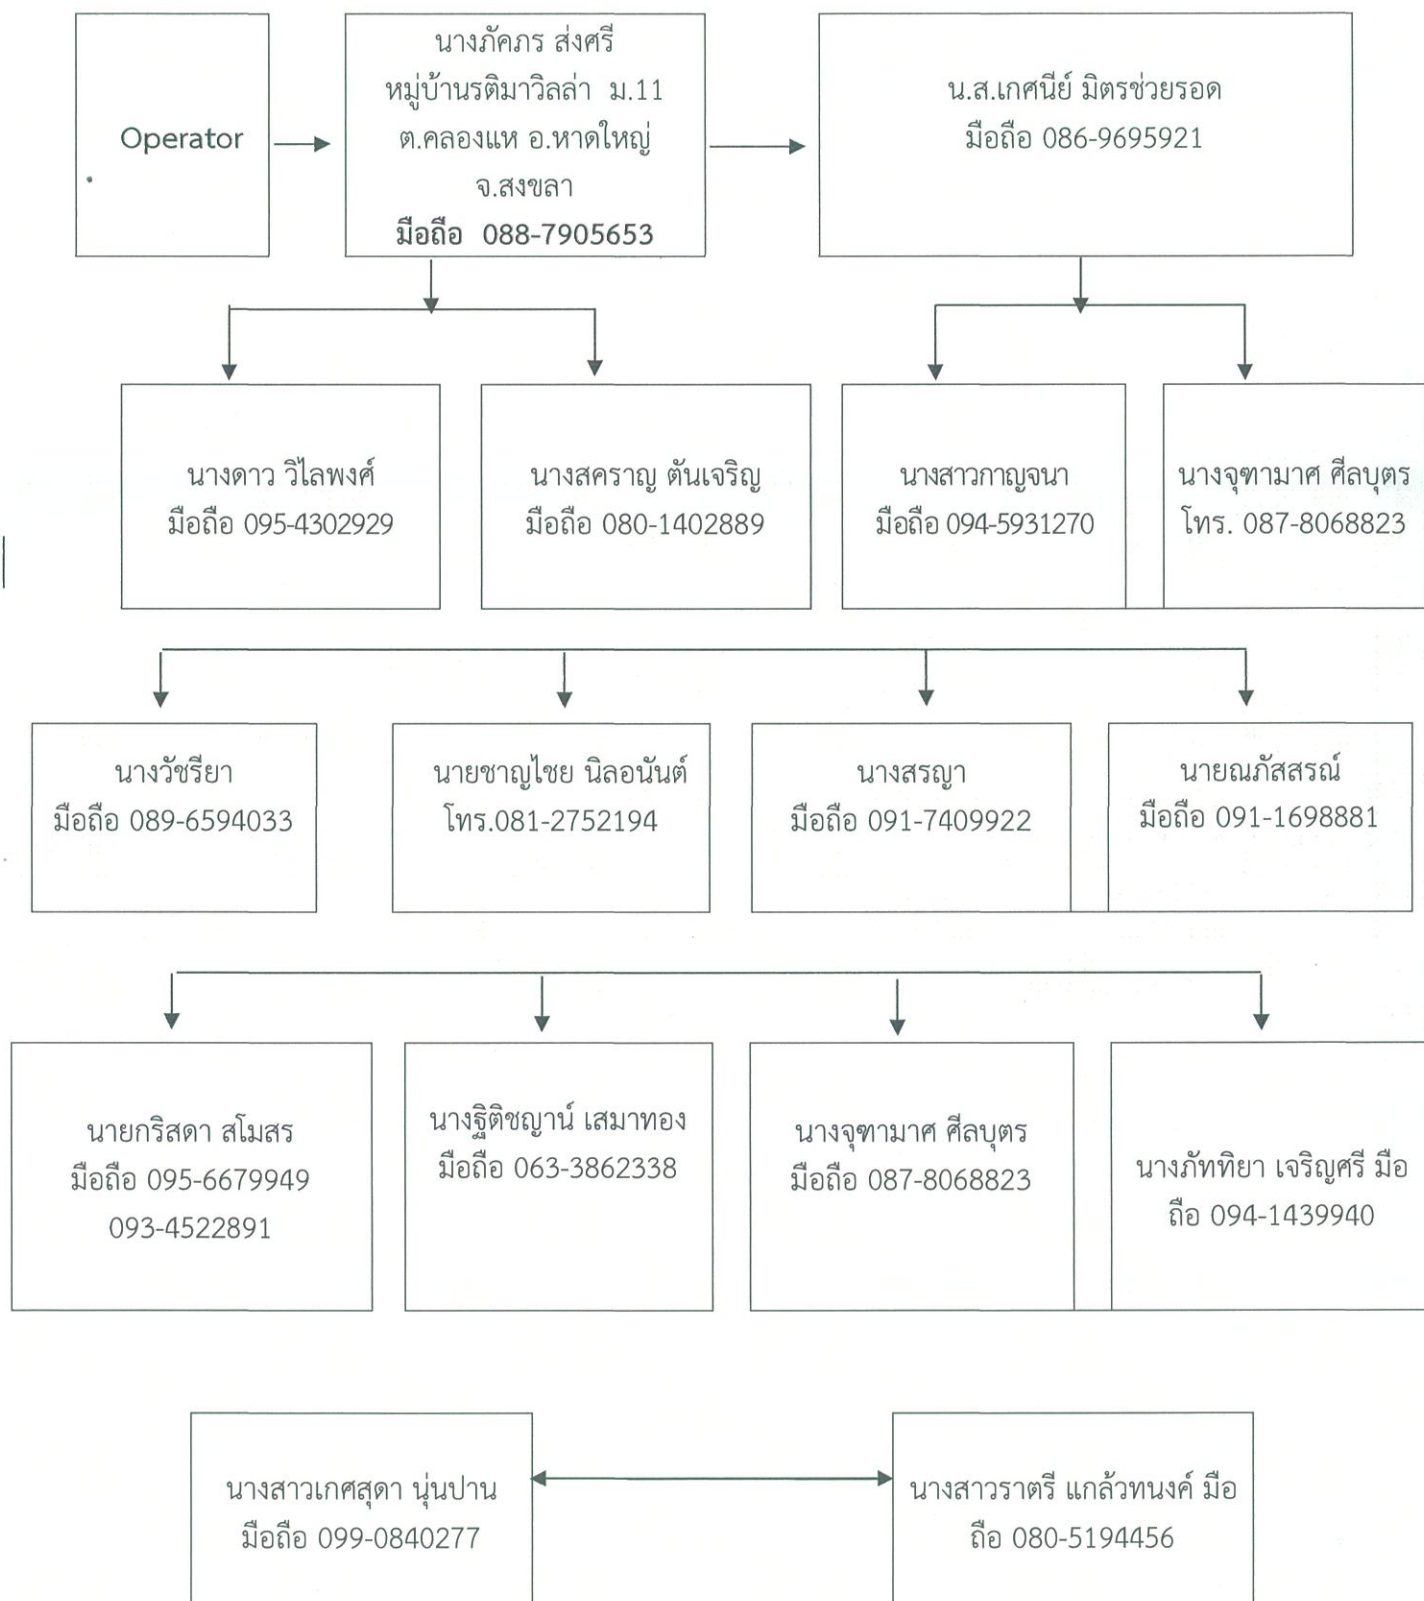 Operator
นางภัคภร ส่งศรี
หมู่บ้านรติมาวิลล่า ม.11
ต.คลองแห อ.หาดใหญ่
จ.สงขลา
มือถือ 088-7905653
น.ส.เกศนีย์ มิตรช่วยรอด
มือถือ 086-9695921
นางดาว วิไลพงศ์
มือถือ 095-4302929
นางสคราญ ตันเจริญ
มือถือ 080-1402889
นางสาวกาญจนา
มือถือ 094-5931270
นางจุฑามาศ ศีลบุตร
โทร. 087-8068823
นางวัชรียา
มือถือ 089-6594033
นายชาญไชย นิลอนันต์
โทร.081-2752194
นางสรญา
มือถือ 091-7409922
นายณภัสสรณ์
มือถือ 091-1698881
นายกริสดา สโมสร
มือถือ 095-6679949
093-4522891
นางฐิติชญาน์ เสมาทอง
มือถือ 063-3862338
นางจุฑามาศ ศีลบุตร
มือถือ 087-8068823
นางภัททิยา เจริญศรี มือ
ถือ 094-1439940
นางสาวเกศสุดา นุ่นปาน
มือถือ 099-0840277
นางสาวราตรี แกล้วทนงค์ มือ
ถือ 080-5194456